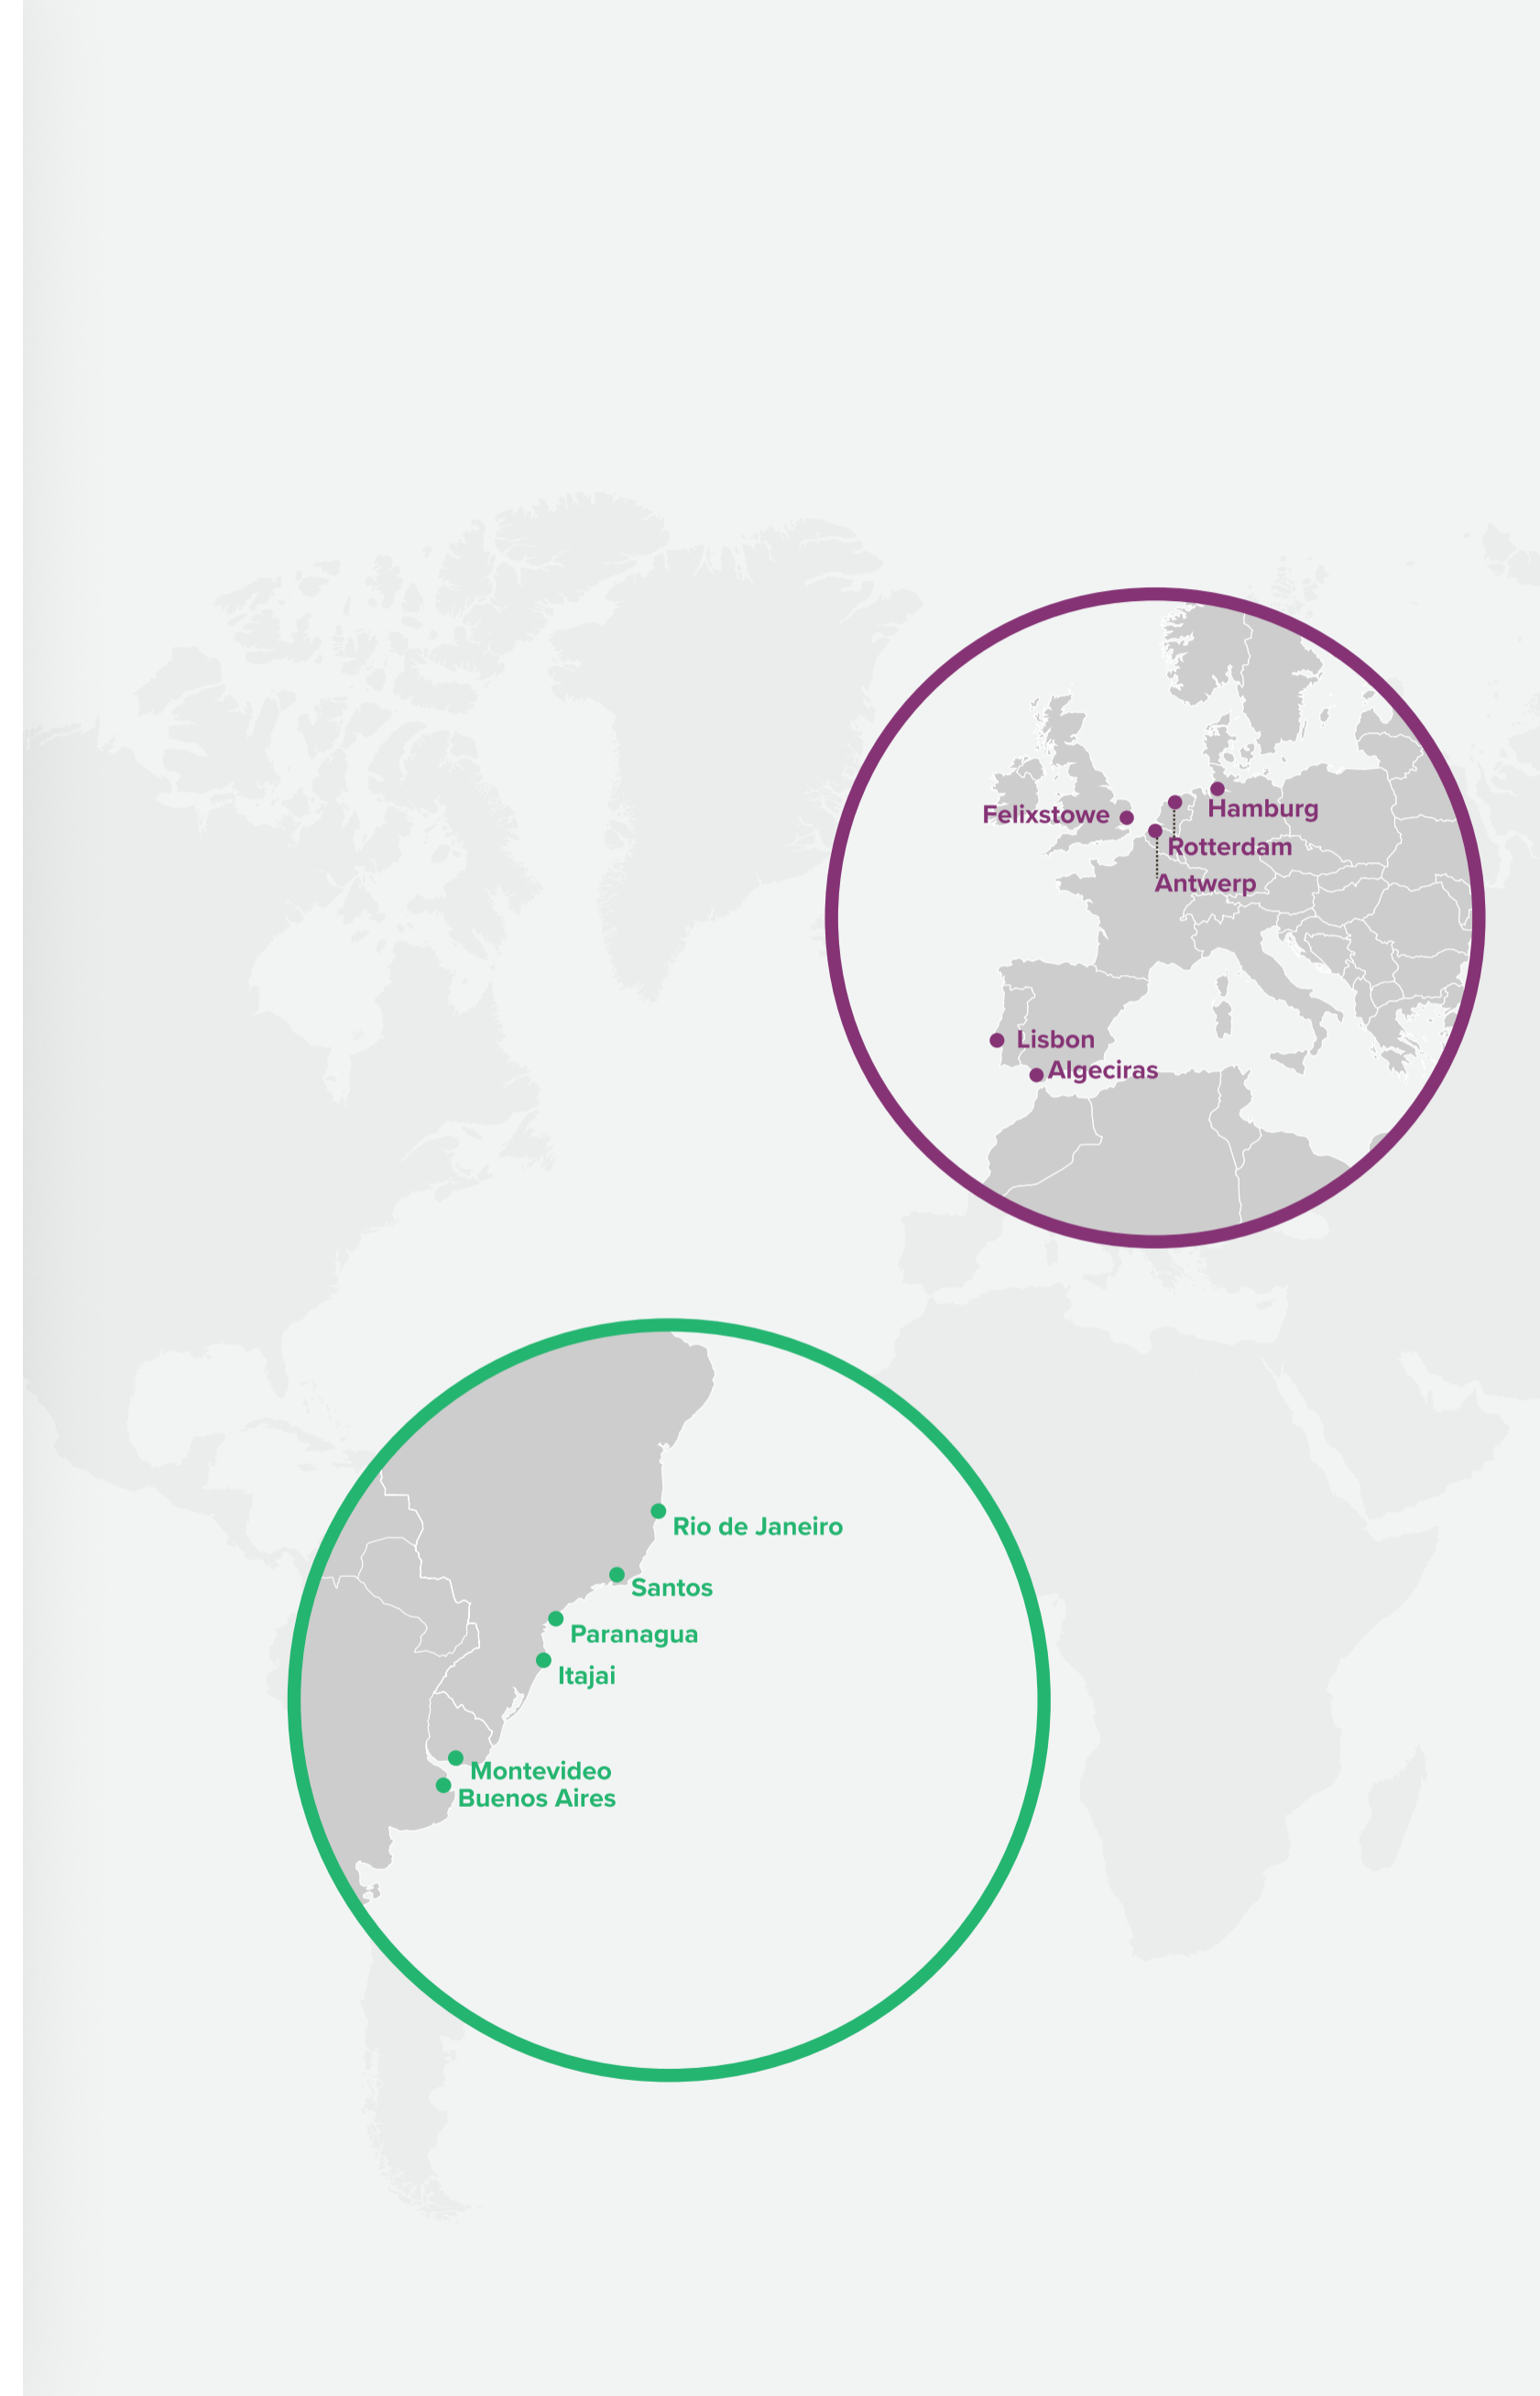 Felixstowe
Hamburg
Rotterdam
Antwerp
Lisbon
Algeciras
Rio de Janeiro
Santos
Paranagua
Itajai
Montevideo
Buenos Aires